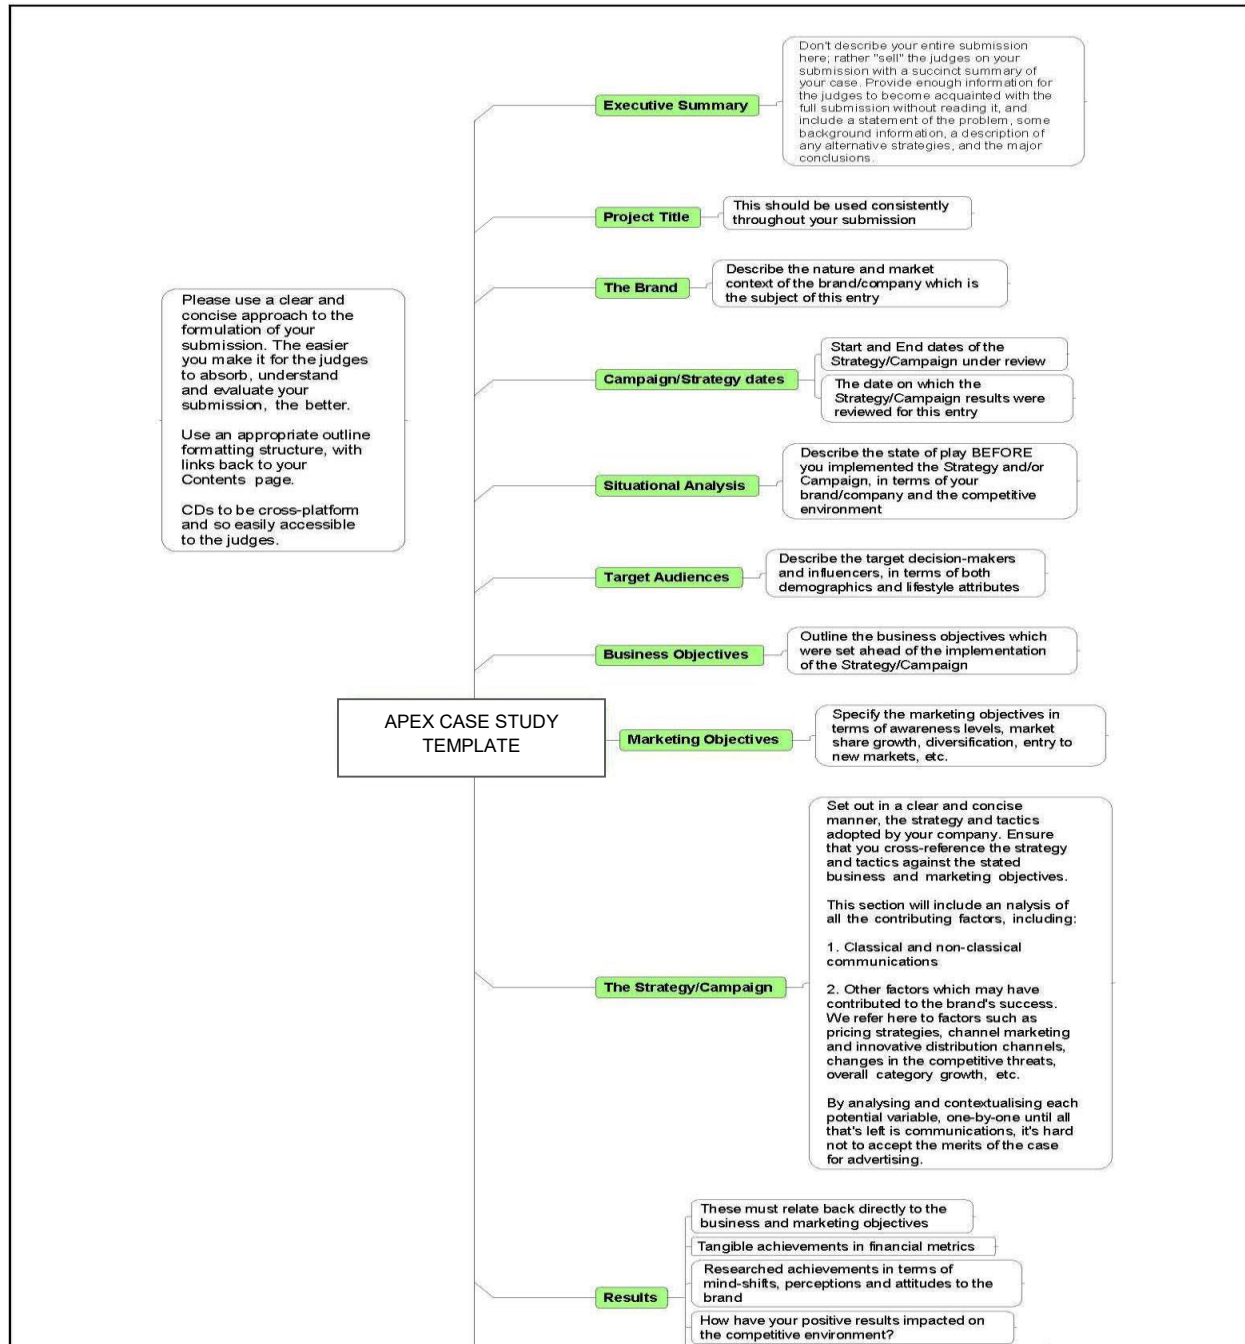 Executive Summary
Don't describe your entire submission
here; rather "sell" the judges on your
submission with a succinct summary of
your case. Provide enough information for
the judges to become acquainted with the
full submission without reading it, and
include a statement of the problem, some
background information, a description of
any alternative strategies, and the major
conclusions.
Project Title
This should be used consistently
throughout your submission
The Brand
Describe the nature and market
context of the brand/company which is
the subject of this entry
Please use a clear and
concise approach to the
formulation of your
submission. The easier
you make it for the judges
to absorb, understand
and evaluate your
submission, the better.
Use an appropriate outline
formatting structure, with
links back to your
Contents page.
CDs to be cross-platform
and so easily accessible
to the judges.
Campaign/Strategy dates
Start and End dates of the
Strategy/Campaign under review
The date on which the
Strategy/Campaign results were
reviewed for this entry
Situational Analysis
Describe the state of play BEFORE
you implemented the Strategy and/or
Campaign, in terms of your
brand/company and the competitive
environment
Target Audiences
Describe the target decision-makers
and influencers, in terms of both
demographics and lifestyle attributes
Business Objectives
Outline the business objectives which
were set ahead of the implementation
of the Strategy/Campaign
APEX CASE STUDY
TEMPLATE
Marketing Objectives
Specify the marketing objectives in
terms of awareness levels, market
share growth, diversification, entry to
new markets, etc.
The Strategy/Campaign
Set out in a clear and concise
manner, the strategy and tactics
adopted by your company. Ensure
that you cross-reference the strategy
and tactics against the stated
business and marketing objectives.
This section will include an nalysis of
all the contributing factors, including:
1. Classical and non-classical
communications
2. Other factors which may have
contributed to the brand's success.
We refer here to factors such as
pricing strategies, channel marketing
and innovative distribution channels,
changes in the competitive threats,
overall category growth, etc.
By analysing and contextualising each
potential variable, one-by-one until all
that's left is communications, it's hard
not to accept the merits of the case
for advertising.
Results
These must relate back directly to the
business and marketing objectives
Tangible achievements in financial metrics
Researched achievements in terms of
mind-shifts, perceptions and attitudes to the
brand
How have your positive results impacted on
the competitive environment?